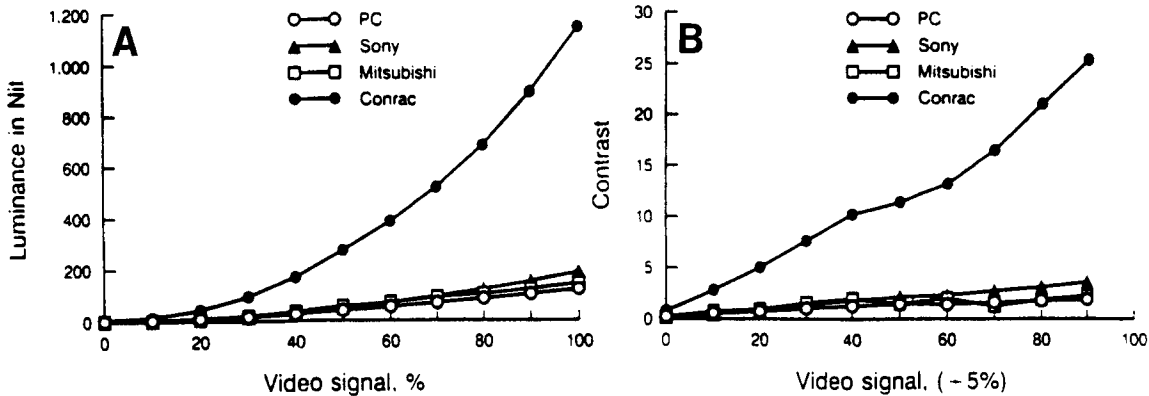 A
Luminance in Nit
1.200
1.000
800
600
400
200
0
0 20 40 60 80 100
Video signal. %
PC
Sony
Mitsubishi
Conrac
B
Contrast
30
25
20
15
10
5
0
0 20 40 60 80 100
Video signal, ( - 5%)
PC
Sony
Mitsubishi
Conrac